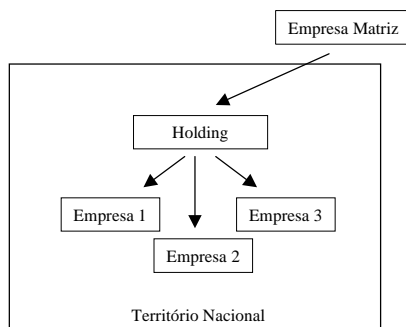 Empresa Matriz
Holding
Empresa 1
Empresa 3
Empresa 2
Território Nacional